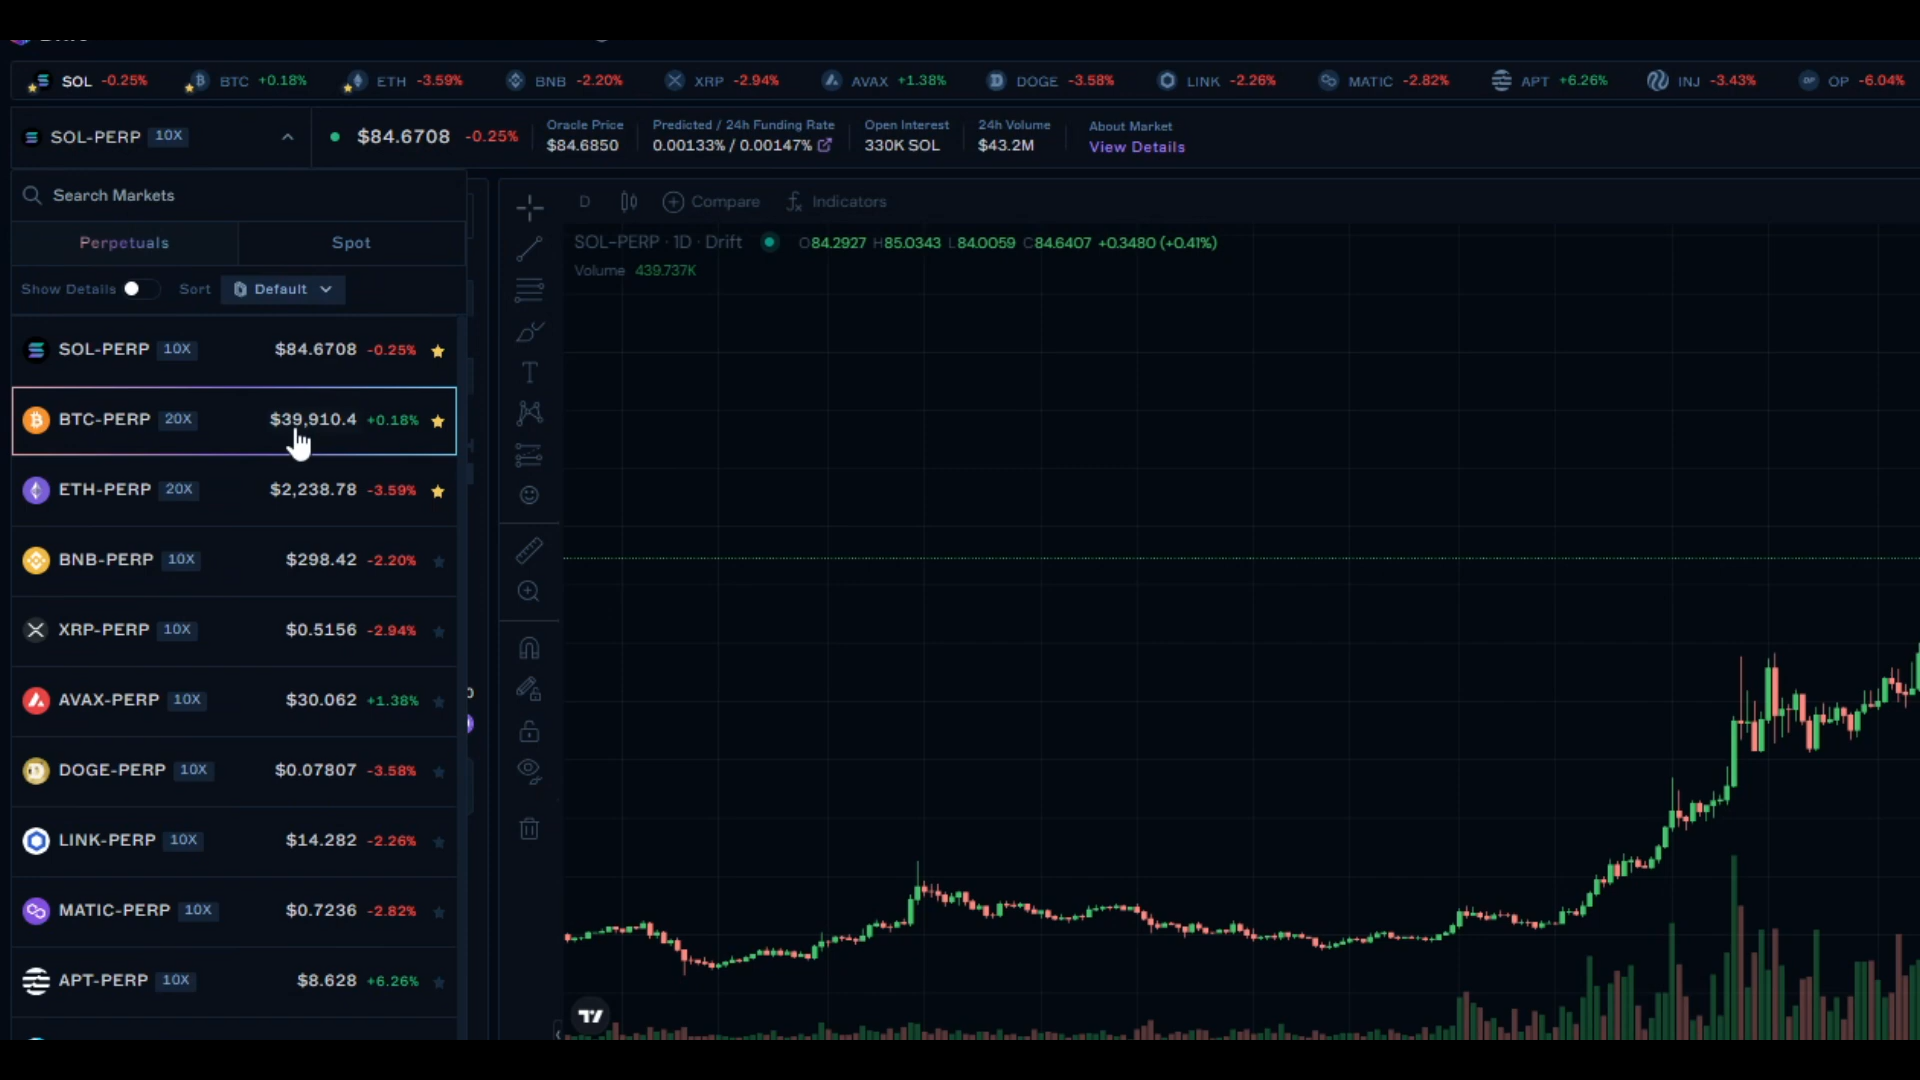 SOL -0.25% BTC +0.18% ETH -3.59% BNB -2.20% XRP -2.94% AVAX +1.38% DOGE -3.58% LINK -2.26% MATIC -2.82% APT +6.26% INJ -3.43% OP -6.04%
SOL-PERP 10X $84.6708 -0.25%
Oracle Price
$84.6850
Predicted / 24h Funding Rate
0.00133% / 0.00147%
Open Interest
330K SOL
24h Volume
$43.2M
About Market
View Details
Search Markets
Perpetuals Spot
Show Details Sort Default
SOL-PERP 10X $84.6708 -0.25%
BTC-PERP 20X $39,910.4 +0.18%
ETH-PERP 20X $2,238.78 -3.59%
BNB-PERP 10X $298.42 -2.20%
XRP-PERP 10X $0.5156 -2.94%
AVAX-PERP 10X $30.062 +1.38%
DOGE-PERP 10X $0.07807 -3.58%
LINK-PERP 10X $14.282 -2.26%
MATIC-PERP 10X $0.7236 -2.82%
APT-PERP 10X $8.628 +6.26%
D Compare Indicators
SOL-PERP · 1D · Drift O84.2927 H85.0343 L84.0059 C84.6407 +0.3480 (+0.41%)
Volume 439.737K